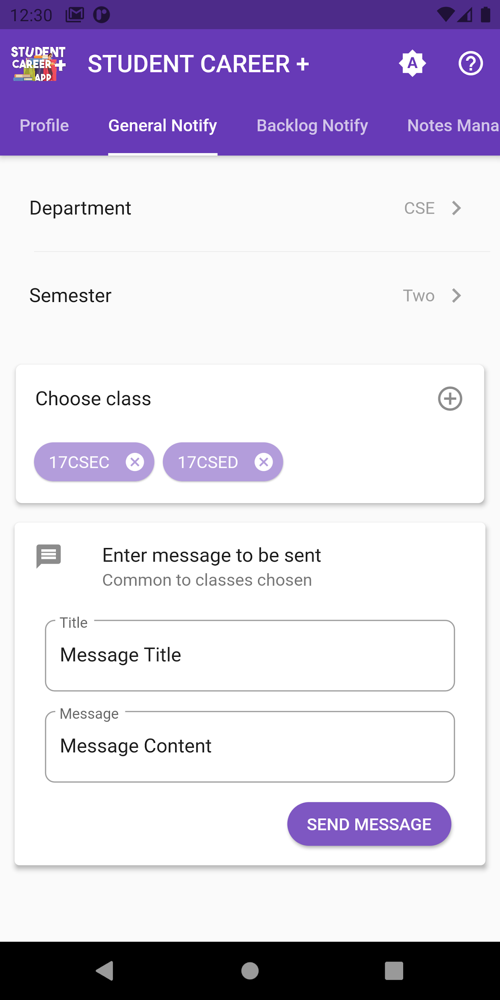 12:30
STUDENT
CAREER +
APP
STUDENT CAREER +
A
Profile
General Notify
Backlog Notify
Notes Mana
Department
CSE
Semester
Two
Choose class
17CSEC
17CSED
Enter message to be sent
Common to classes chosen
Title
Message Title
Message
Message Content
SEND MESSAGE